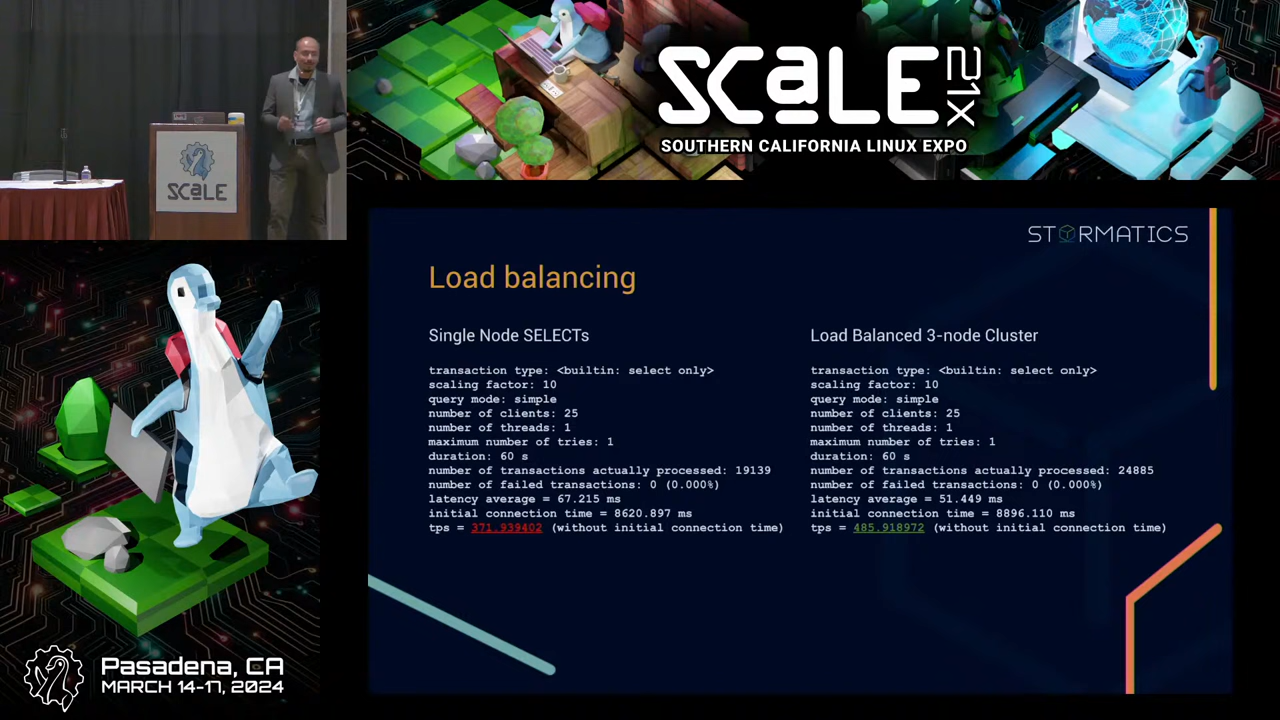 SCaLE 21X
SOUTHERN CALIFORNIA LINUX EXPO
SCaLE
STORMATICS
Load balancing
Single Node SELECTs
transaction type: <builtin: select only>
scaling factor: 10
query mode: simple
number of clients: 25
number of threads: 1
maximum number of tries: 1
duration: 60 s
number of transactions actually processed: 19139
number of failed transactions: 0 (0.000%)
latency average = 67.215 ms
initial connection time = 8620.897 ms
tps = 371.939402 (without initial connection time)
Load Balanced 3-node Cluster
transaction type: <builtin: select only>
scaling factor: 10
query mode: simple
number of clients: 25
number of threads: 1
maximum number of tries: 1
duration: 60 s
number of transactions actually processed: 24885
number of failed transactions: 0 (0.000%)
latency average = 51.449 ms
initial connection time = 8896.110 ms
tps = 485.918972 (without initial connection time)
Pasadena, CA
MARCH 14-17, 2024